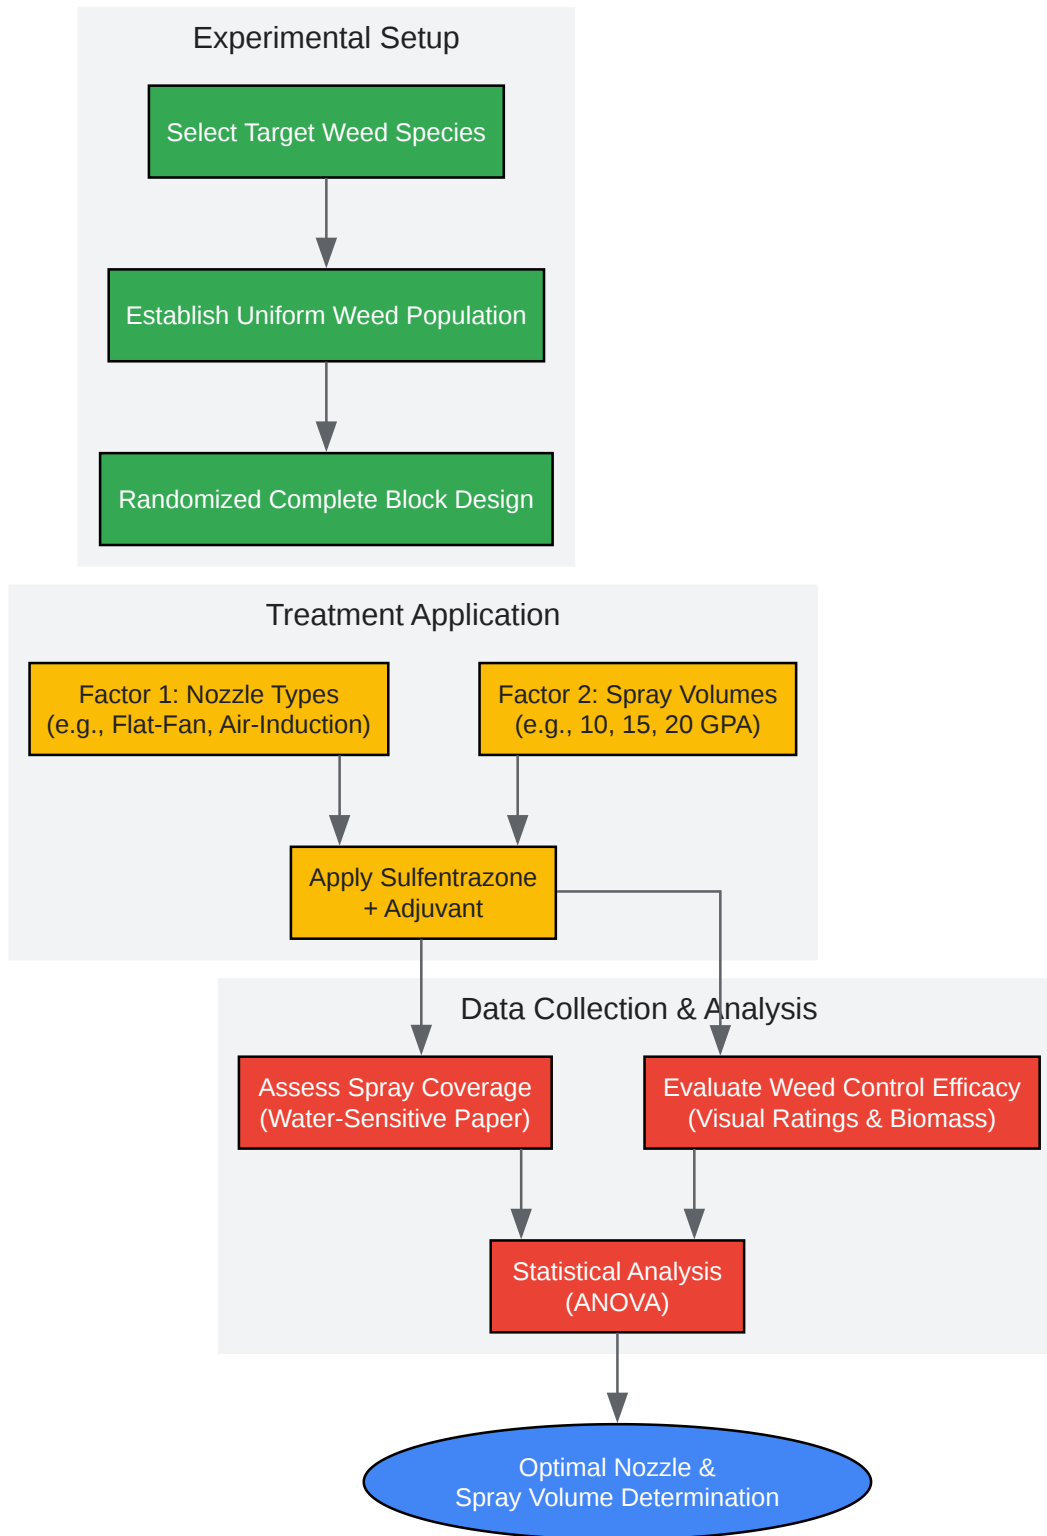 Experimental Setup
Select Target Weed Species
Establish Uniform Weed Population
Randomized Complete Block Design
Treatment Application
Factor 1: Nozzle Types
(e.g., Flat-Fan, Air-Induction)
Factor 2: Spray Volumes
(e.g., 10, 15, 20 GPA)
Apply Sulfentrazone
+ Adjuvant
Data Collection & Analysis
Assess Spray Coverage
(Water-Sensitive Paper)
Evaluate Weed Control Efficacy
(Visual Ratings & Biomass)
Statistical Analysis
(ANOVA)
Optimal Nozzle &
Spray Volume Determination